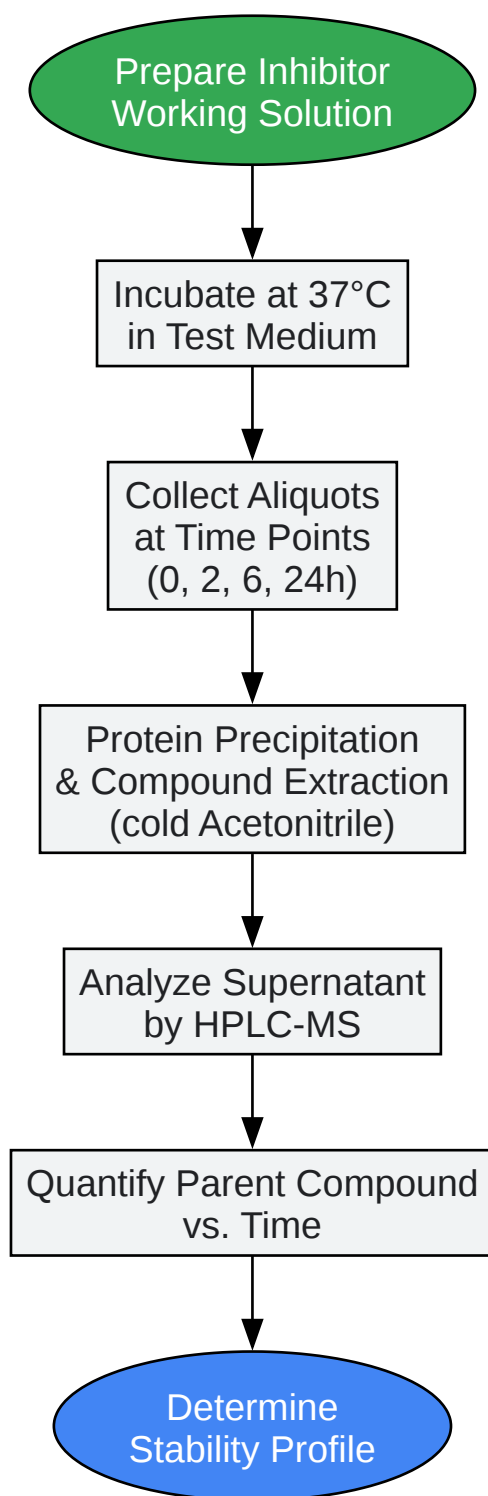 Prepare Inhibitor
Working Solution
Incubate at 37°C
in Test Medium
Collect Aliquots
at Time Points
(0, 2, 6, 24h)
Protein Precipitation
& Compound Extraction
(cold Acetonitrile)
Analyze Supernatant
by HPLC-MS
Quantify Parent Compound
vs. Time
Determine
Stability Profile